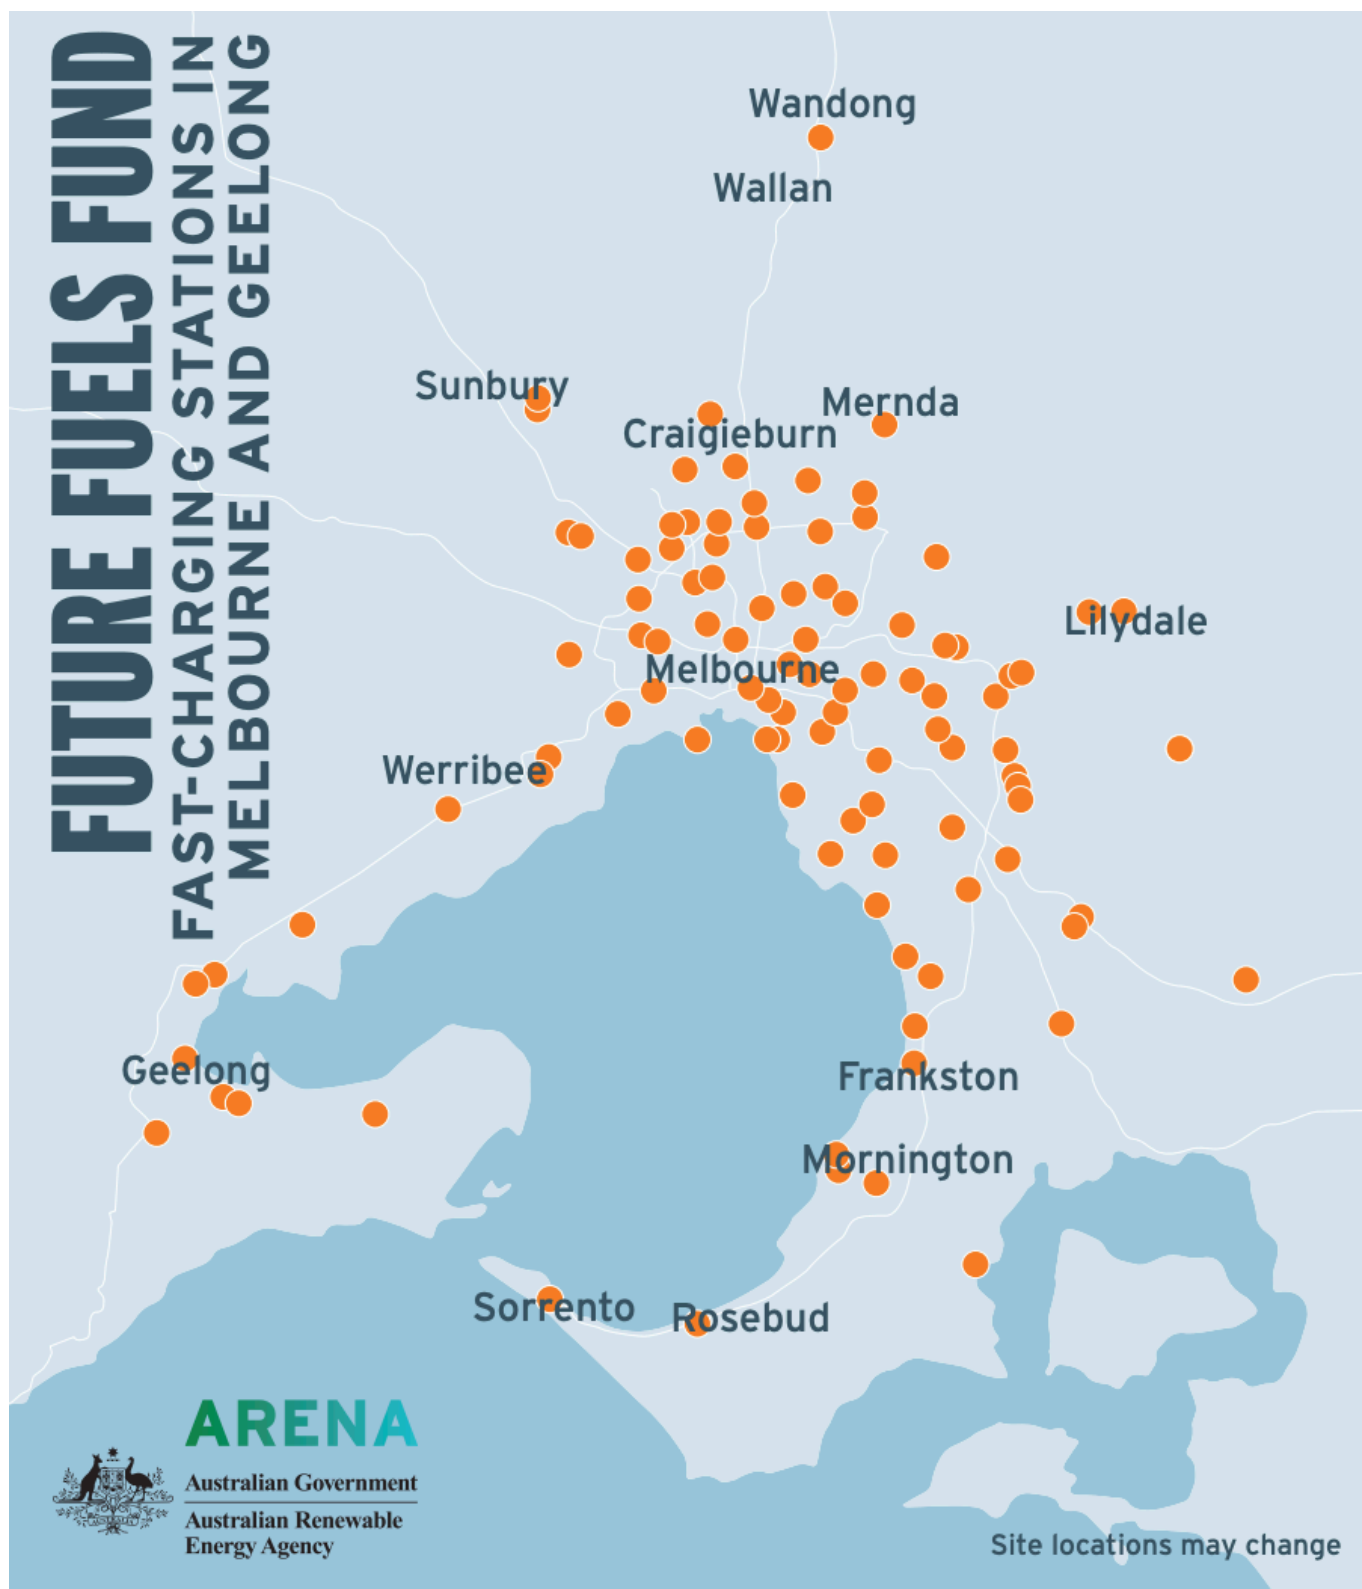 FUTURE FUELS FUND
FAST-CHARGING STATIONS IN
MELBOURNE AND GEELONG
Wandong
Wallan
Sunbury
Mernda
Craigieburn
Lilydale
Melbourne
Werribee
Geelong
Frankston
Mornington
Sorrento
Rosebud
ARENA
Australian Government
Australian Renewable
Energy Agency
Site locations may change